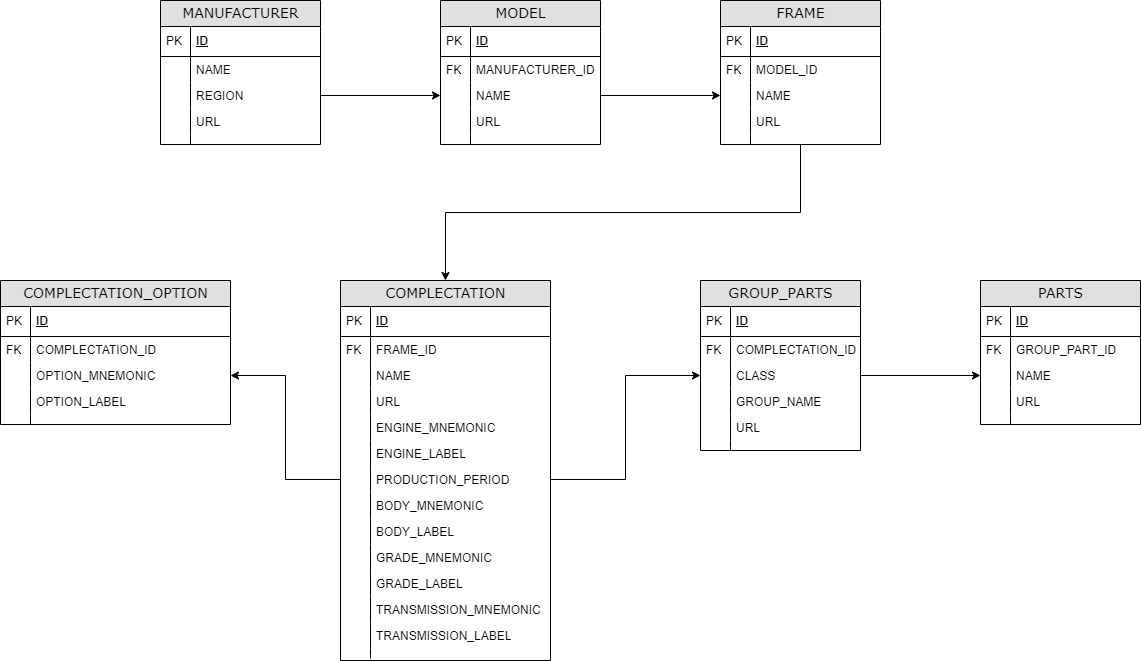 MANUFACTURER
PK ID
NAME
REGION
URL
MODEL
PK ID
FK MANUFACTURER_ID
NAME
URL
FRAME
PK ID
FK MODEL_ID
NAME
URL
COMPLECTATION_OPTION
PK ID
FK COMPLECTATION_ID
OPTION_MNEMONIC
OPTION_LABEL
COMPLECTATION
PK ID
FK FRAME_ID
NAME
URL
ENGINE_MNEMONIC
ENGINE_LABEL
PRODUCTION_PERIOD
BODY_MNEMONIC
BODY_LABEL
GRADE_MNEMONIC
GRADE_LABEL
TRANSMISSION_MNEMONIC
TRANSMISSION_LABEL
GROUP_PARTS
PK ID
FK COMPLECTATION_ID
CLASS
GROUP_NAME
URL
PARTS
PK ID
FK GROUP_PART_ID
NAME
URL